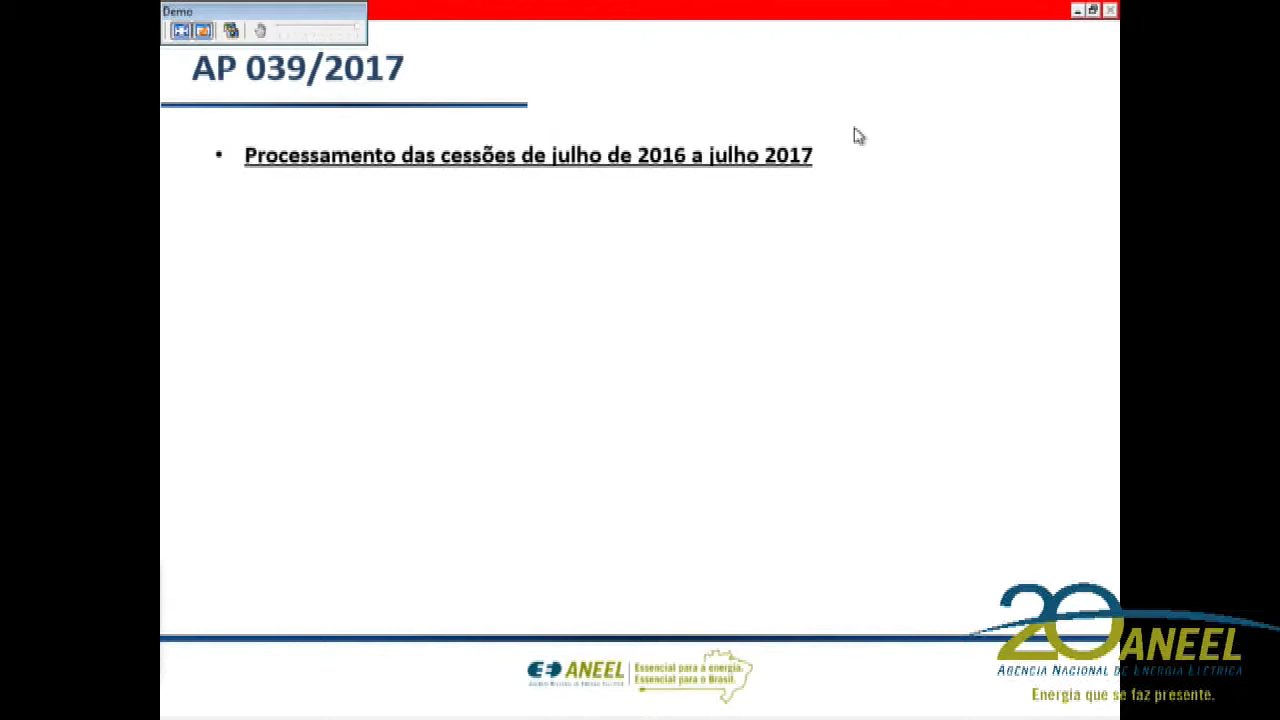 Demo
AP 039/2017
• Processamento das cessões de julho de 2016 a julho 2017
ANEEL
Essencial para a energia.
Essencial para o Brasil.
20 ANEEL
AGENCIA NACIONAL DE ENERGIA ELETRICA
Energia que se faz presente.